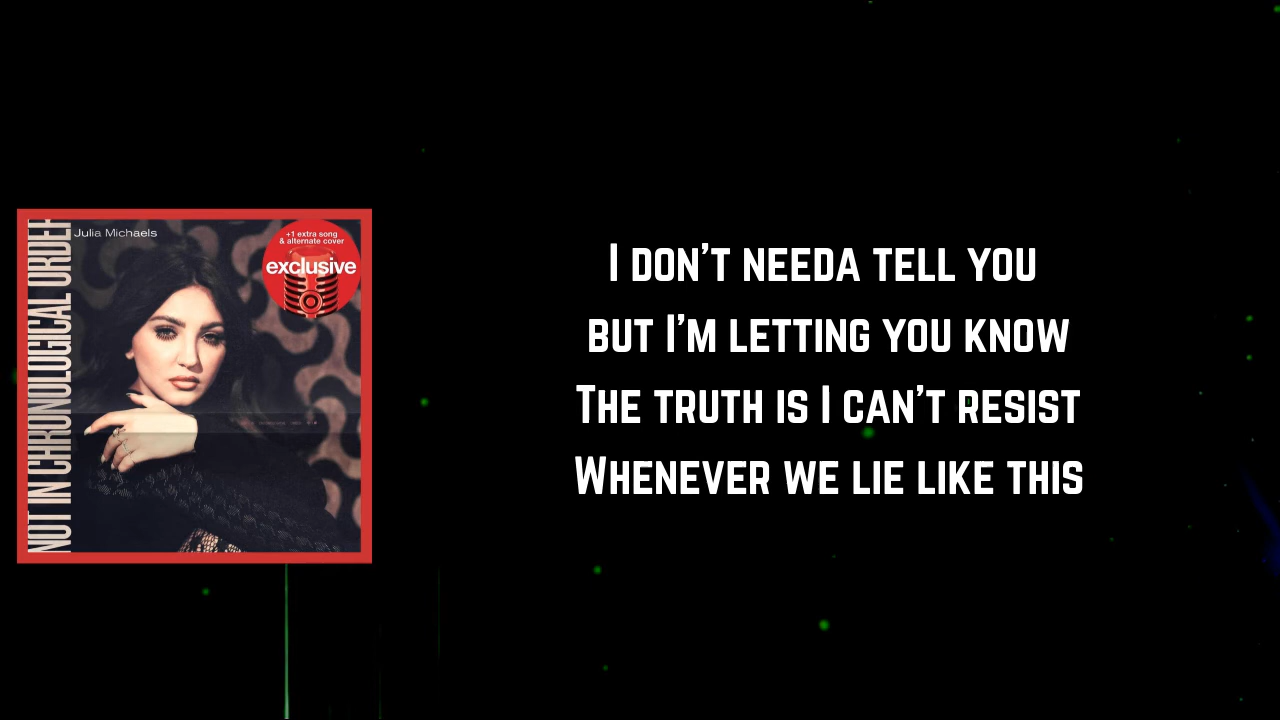 NOT IN CHRONOLOGICAL ORDER
Julia Michaels
+1 extra song
& alternate cover
exclusive
I DON'T NEEDA TELL YOU
BUT I'M LETTING YOU KNOW
THE TRUTH IS I CAN'T RESIST
WHENEVER WE LIE LIKE THIS